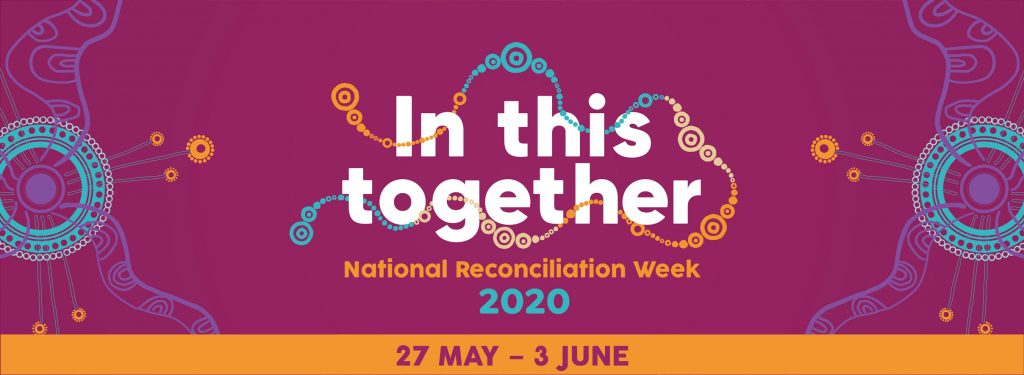 In this
together
National Reconciliation Week
2020
27 MAY – 3 JUNE